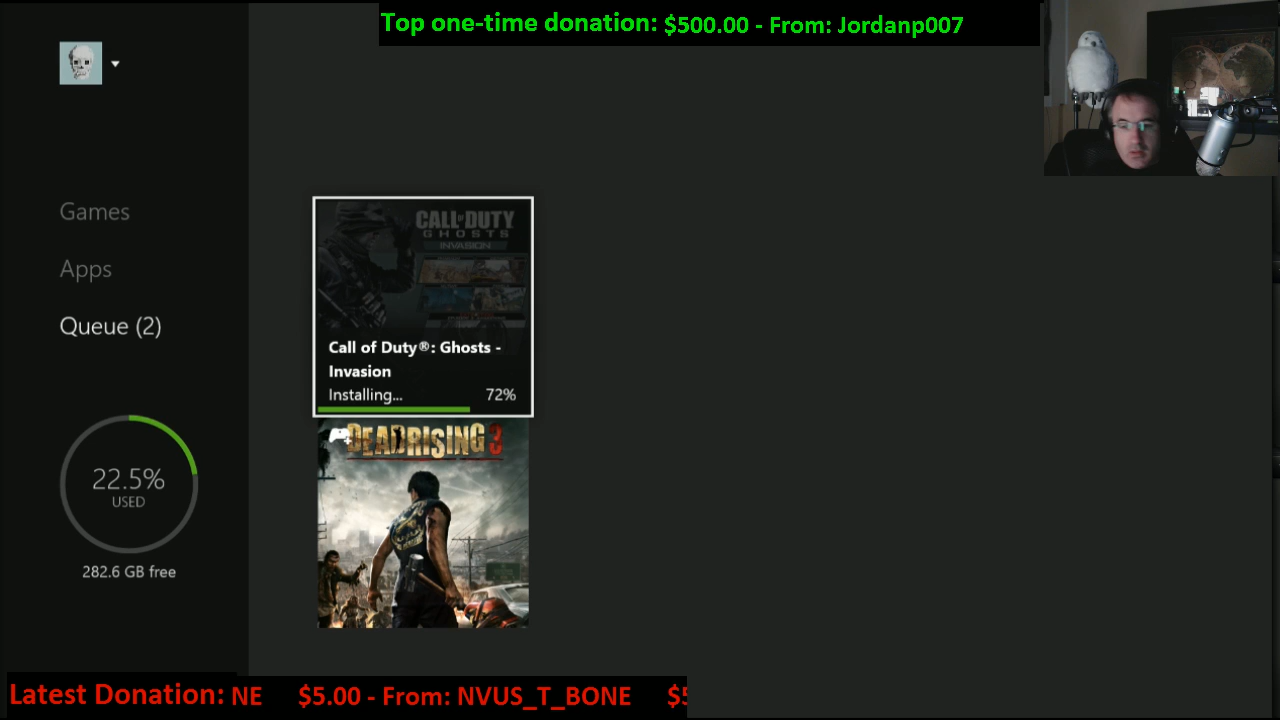 Top one-time donation: $500.00 - From: Jordanp007
Games
Apps
Queue (2)
22.5%
USED
282.6 GB free
CALL OF DUTY
GHOSTS
INVASION
Call of Duty®: Ghosts -
Invasion
Installing... 72%
DEADRISING 3
Latest Donation: NE $5.00 - From: NVUS_T_BONE $5